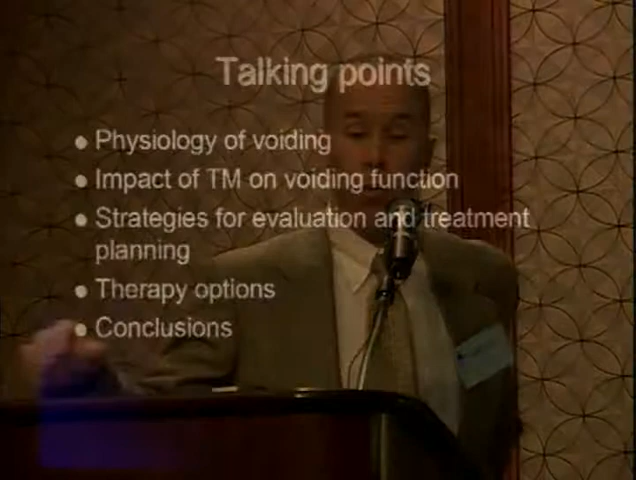 Talking points
Physiology of voiding
Impact of TM on voiding function
Strategies for evaluation and treatment
planning
Therapy options
Conclusions